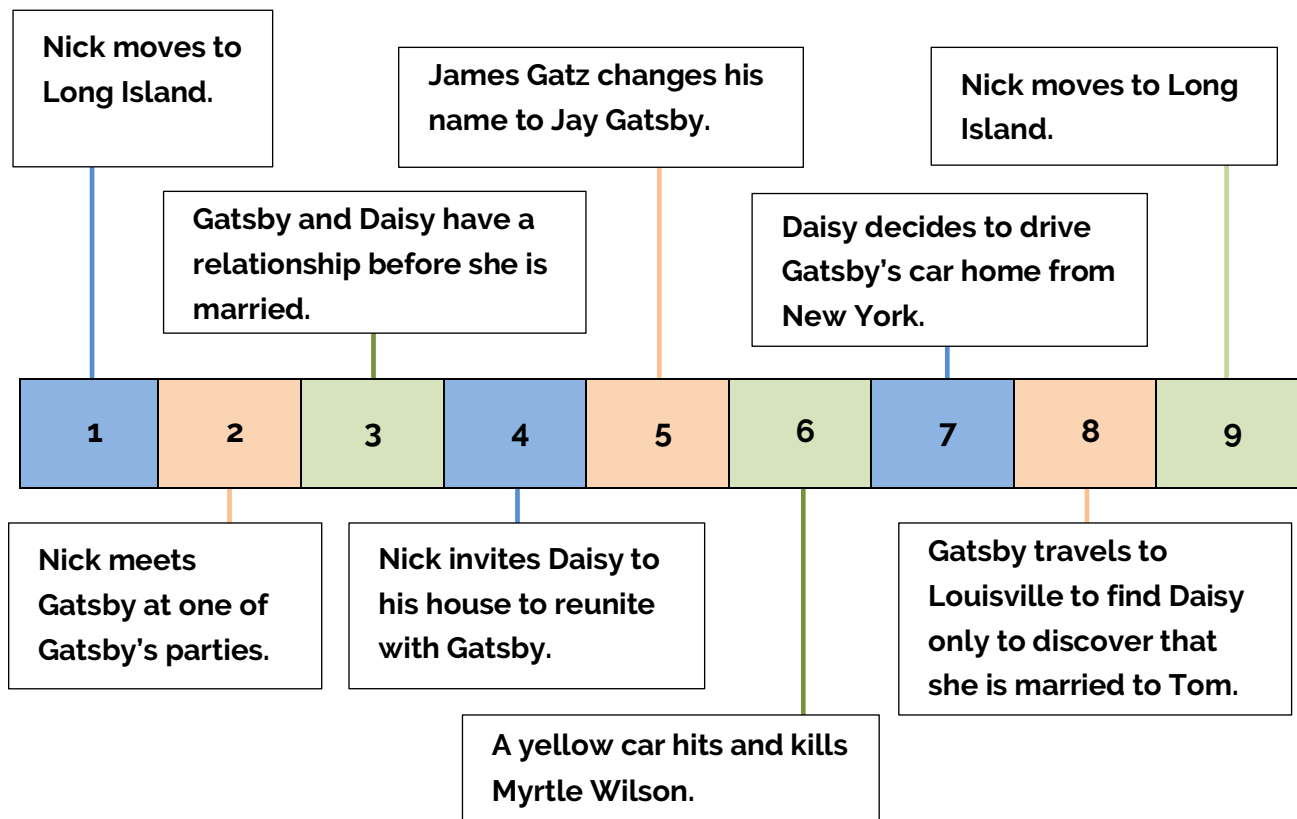 Nick moves to
Long Island.
James Gatz changes his
name to Jay Gatsby.
Nick moves to Long
Island.
Gatsby and Daisy have a
relationship before she is
married.
Daisy decides to drive
Gatsby’s car home from
New York.
1 2 3 4 5 6 7 8 9
Nick meets
Gatsby at one of
Gatsby’s parties.
Nick invites Daisy to
his house to reunite
with Gatsby.
Gatsby travels to
Louisville to find Daisy
only to discover that
she is married to Tom.
A yellow car hits and kills
Myrtle Wilson.